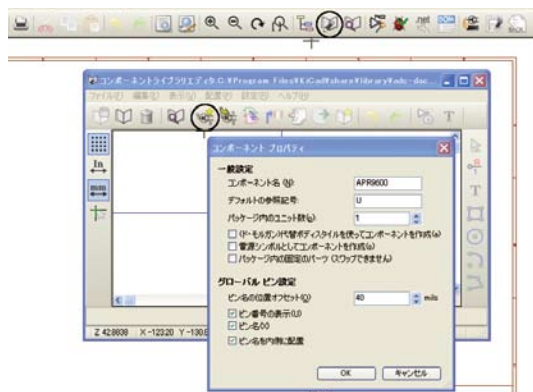 .net
BOM
コンポーネントライブラリエディタ: C:¥Program Files¥KiCad¥share¥library¥adc-dac....
ファイル(F) 編集(E) 表示(V) 配置(P) 設定(P) ヘルプ(H)
In
mm
コンポーネント プロパティ
一般設定
コンポーネント名 (N): APR9600
デフォルトの参照記号: U
パッケージ内のユニット数(b): 1
(ド・モルガン)代替ボディスタイルを使ってコンポーネントを作成(a)
電源シンボルとしてコンポーネントを作成(a)
パッケージ内の固定のパーツ (スワップできません)
グローバル ピン設定
ピン名の位置オフセット(O): 40 mils
ピン番号の表示(U)
ピン名(X)
ピン名を内側に配置
OK キャンセル
Z 42.8838 X -12320